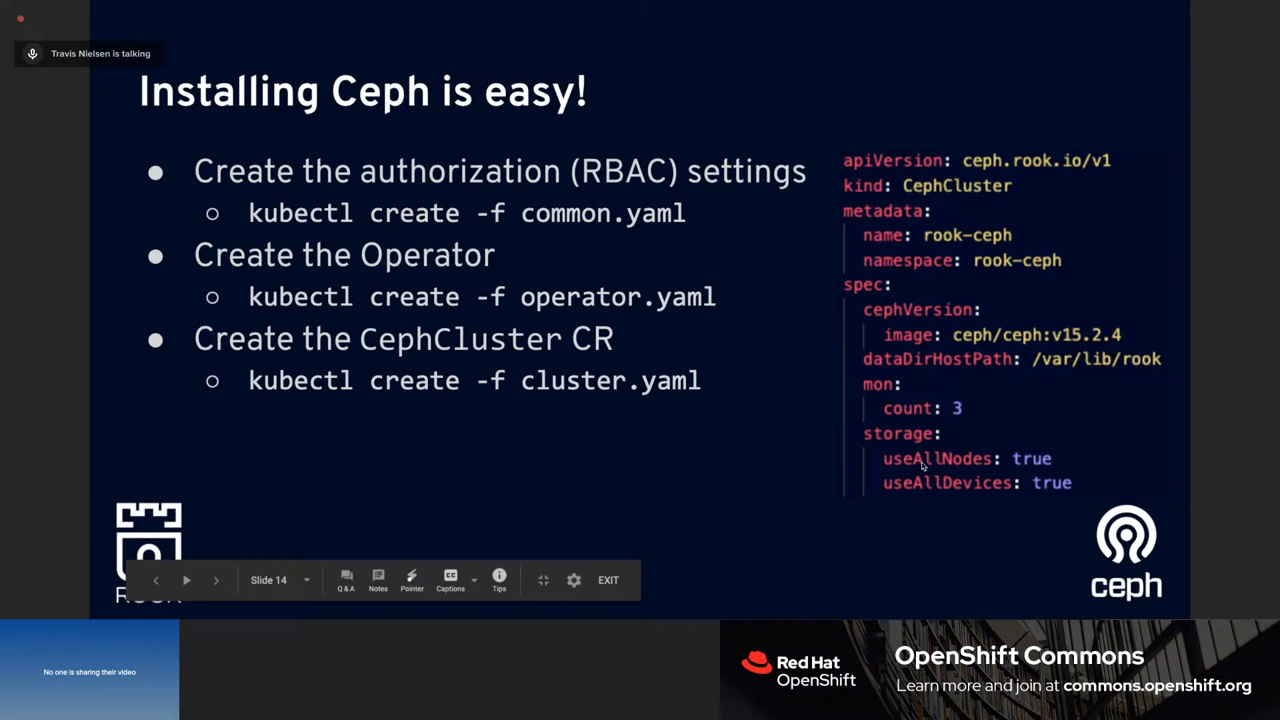 Travis Nielsen is talking
Installing Ceph is easy!
● Create the authorization (RBAC) settings
○ kubectl create -f common.yaml
● Create the Operator
○ kubectl create -f operator.yaml
● Create the CephCluster CR
○ kubectl create -f cluster.yaml
apiVersion: ceph.rook.io/v1
kind: CephCluster
metadata:
name: rook-ceph
namespace: rook-ceph
spec:
cephVersion:
image: ceph/ceph:v15.2.4
dataDirHostPath: /var/lib/rook
mon:
count: 3
storage:
useAllNodes: true
useAllDevices: true
ROOK
ceph
Slide 14
Q & A
Notes
Pointer
Captions
Tips
EXIT
No one is sharing their video
Red Hat
OpenShift
OpenShift Commons
Learn more and join at commons.openshift.org